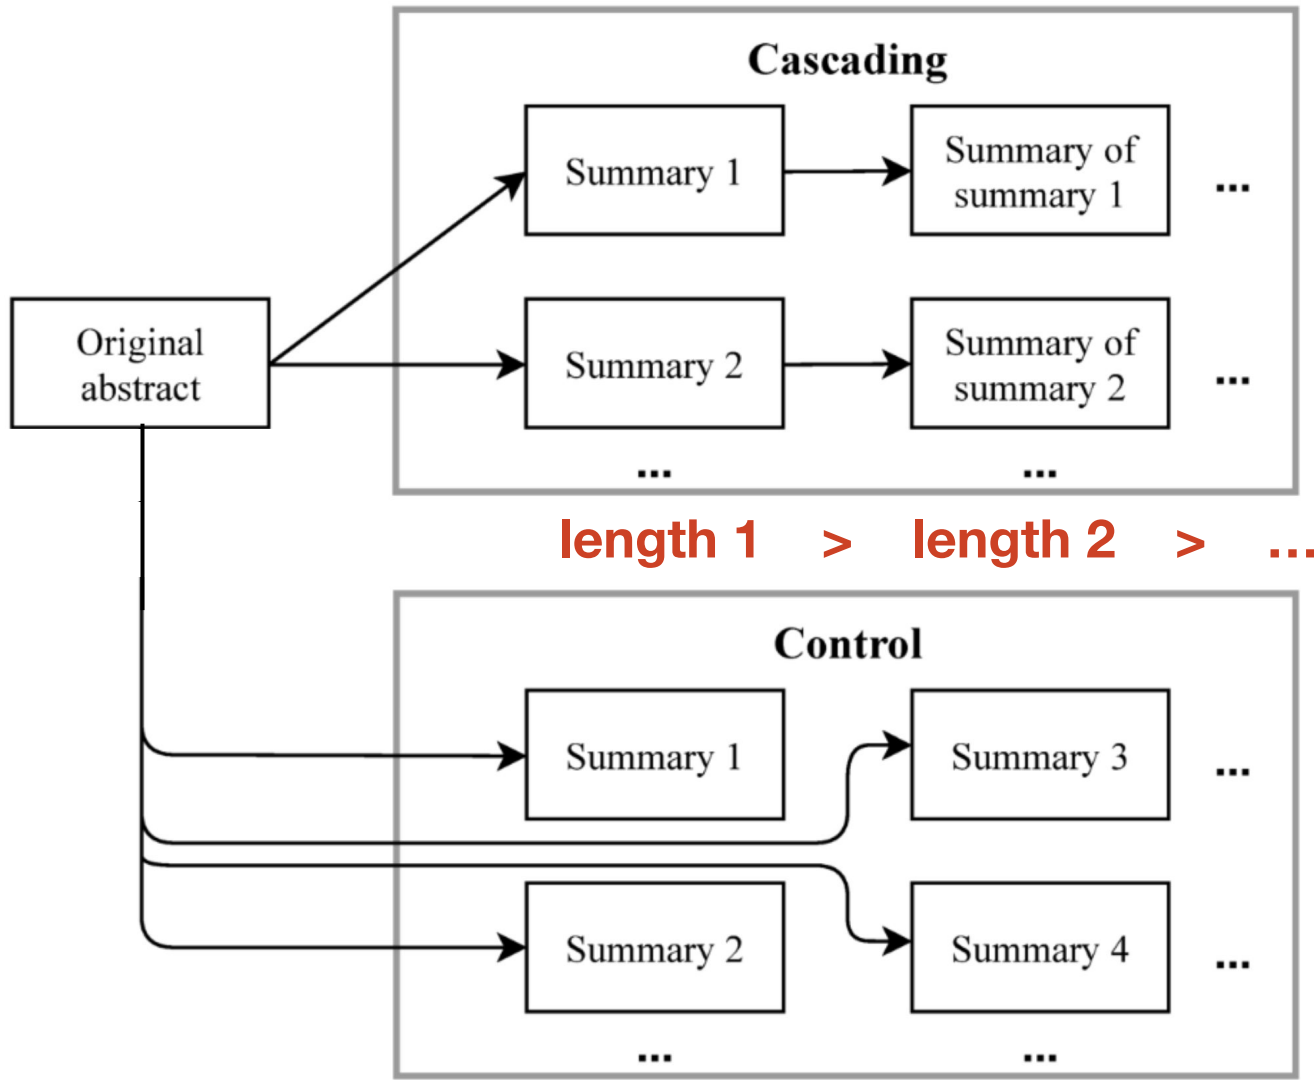 Cascading
Summary 1
Summary of
summary 1
...
Original
abstract
Summary 2
Summary of
summary 2
...
... ...
length 1 > length 2 > ...
Control
Summary 1
Summary 3
...
Summary 2
Summary 4
...
... ...